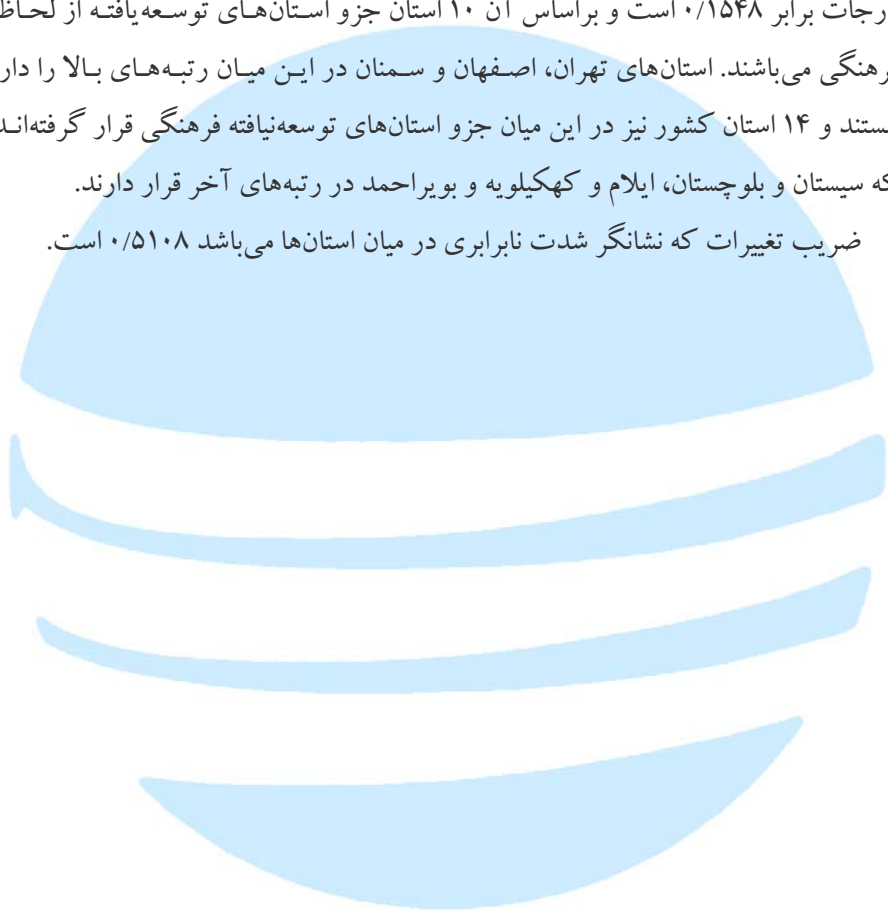 رجات برابر ۰/۱۵۴۸ است و براساس آن ۱۰ استان جزو استان‌های توسعه‌یافته از لحاظ
رهنگی می‌باشند. استان‌های تهران، اصفهان و سمنان در این میان رتبه‌های بالا را دار
ستند و ۱۴ استان کشور نیز در این میان جزو استان‌های توسعه‌نیافته فرهنگی قرار گرفته‌اند
که سیستان و بلوچستان، ایلام و کهکیلویه و بویراحمد در رتبه‌های آخر قرار دارند.
ضریب تغییرات که نشانگر شدت نابرابری در میان استان‌ها می‌باشد ۰/۵۱۰۸ است.